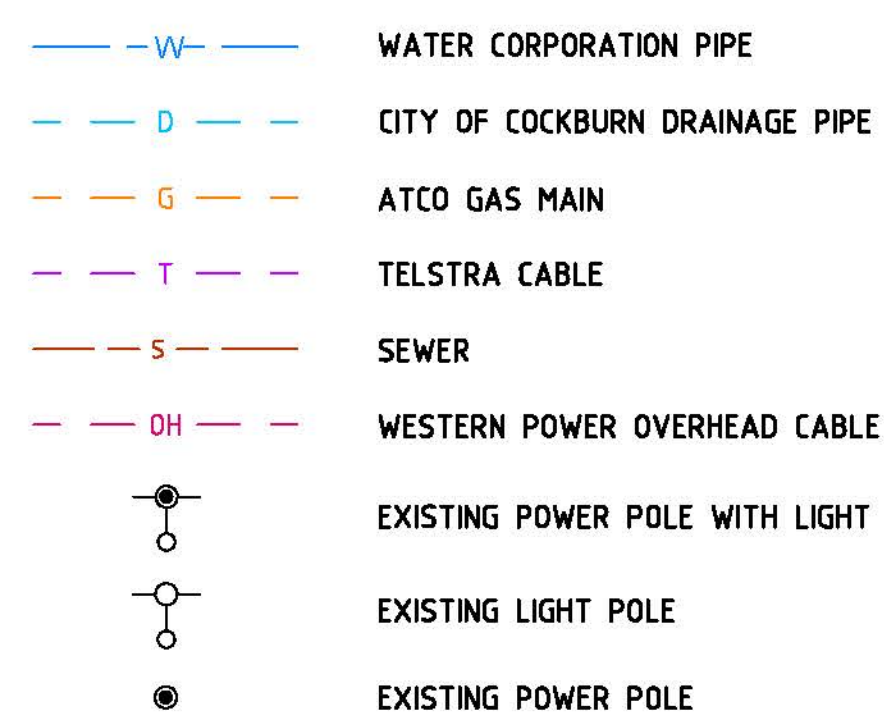 W WATER CORPORATION PIPE
D CITY OF COCKBURN DRAINAGE PIPE
G ATCO GAS MAIN
T TELSTRA CABLE
S SEWER
OH WESTERN POWER OVERHEAD CABLE
EXISTING POWER POLE WITH LIGHT
EXISTING LIGHT POLE
EXISTING POWER POLE